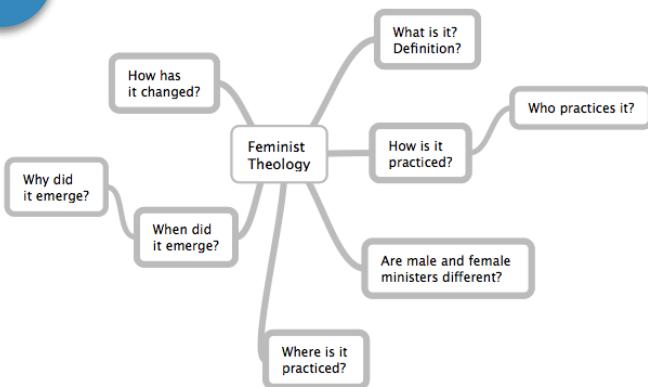 What is it?
Definition?
How has
it changed?
Who practices it?
Feminist
Theology
How is it
practiced?
Why did
it emerge?
When did
it emerge?
Are male and female
ministers different?
Where is it
practiced?